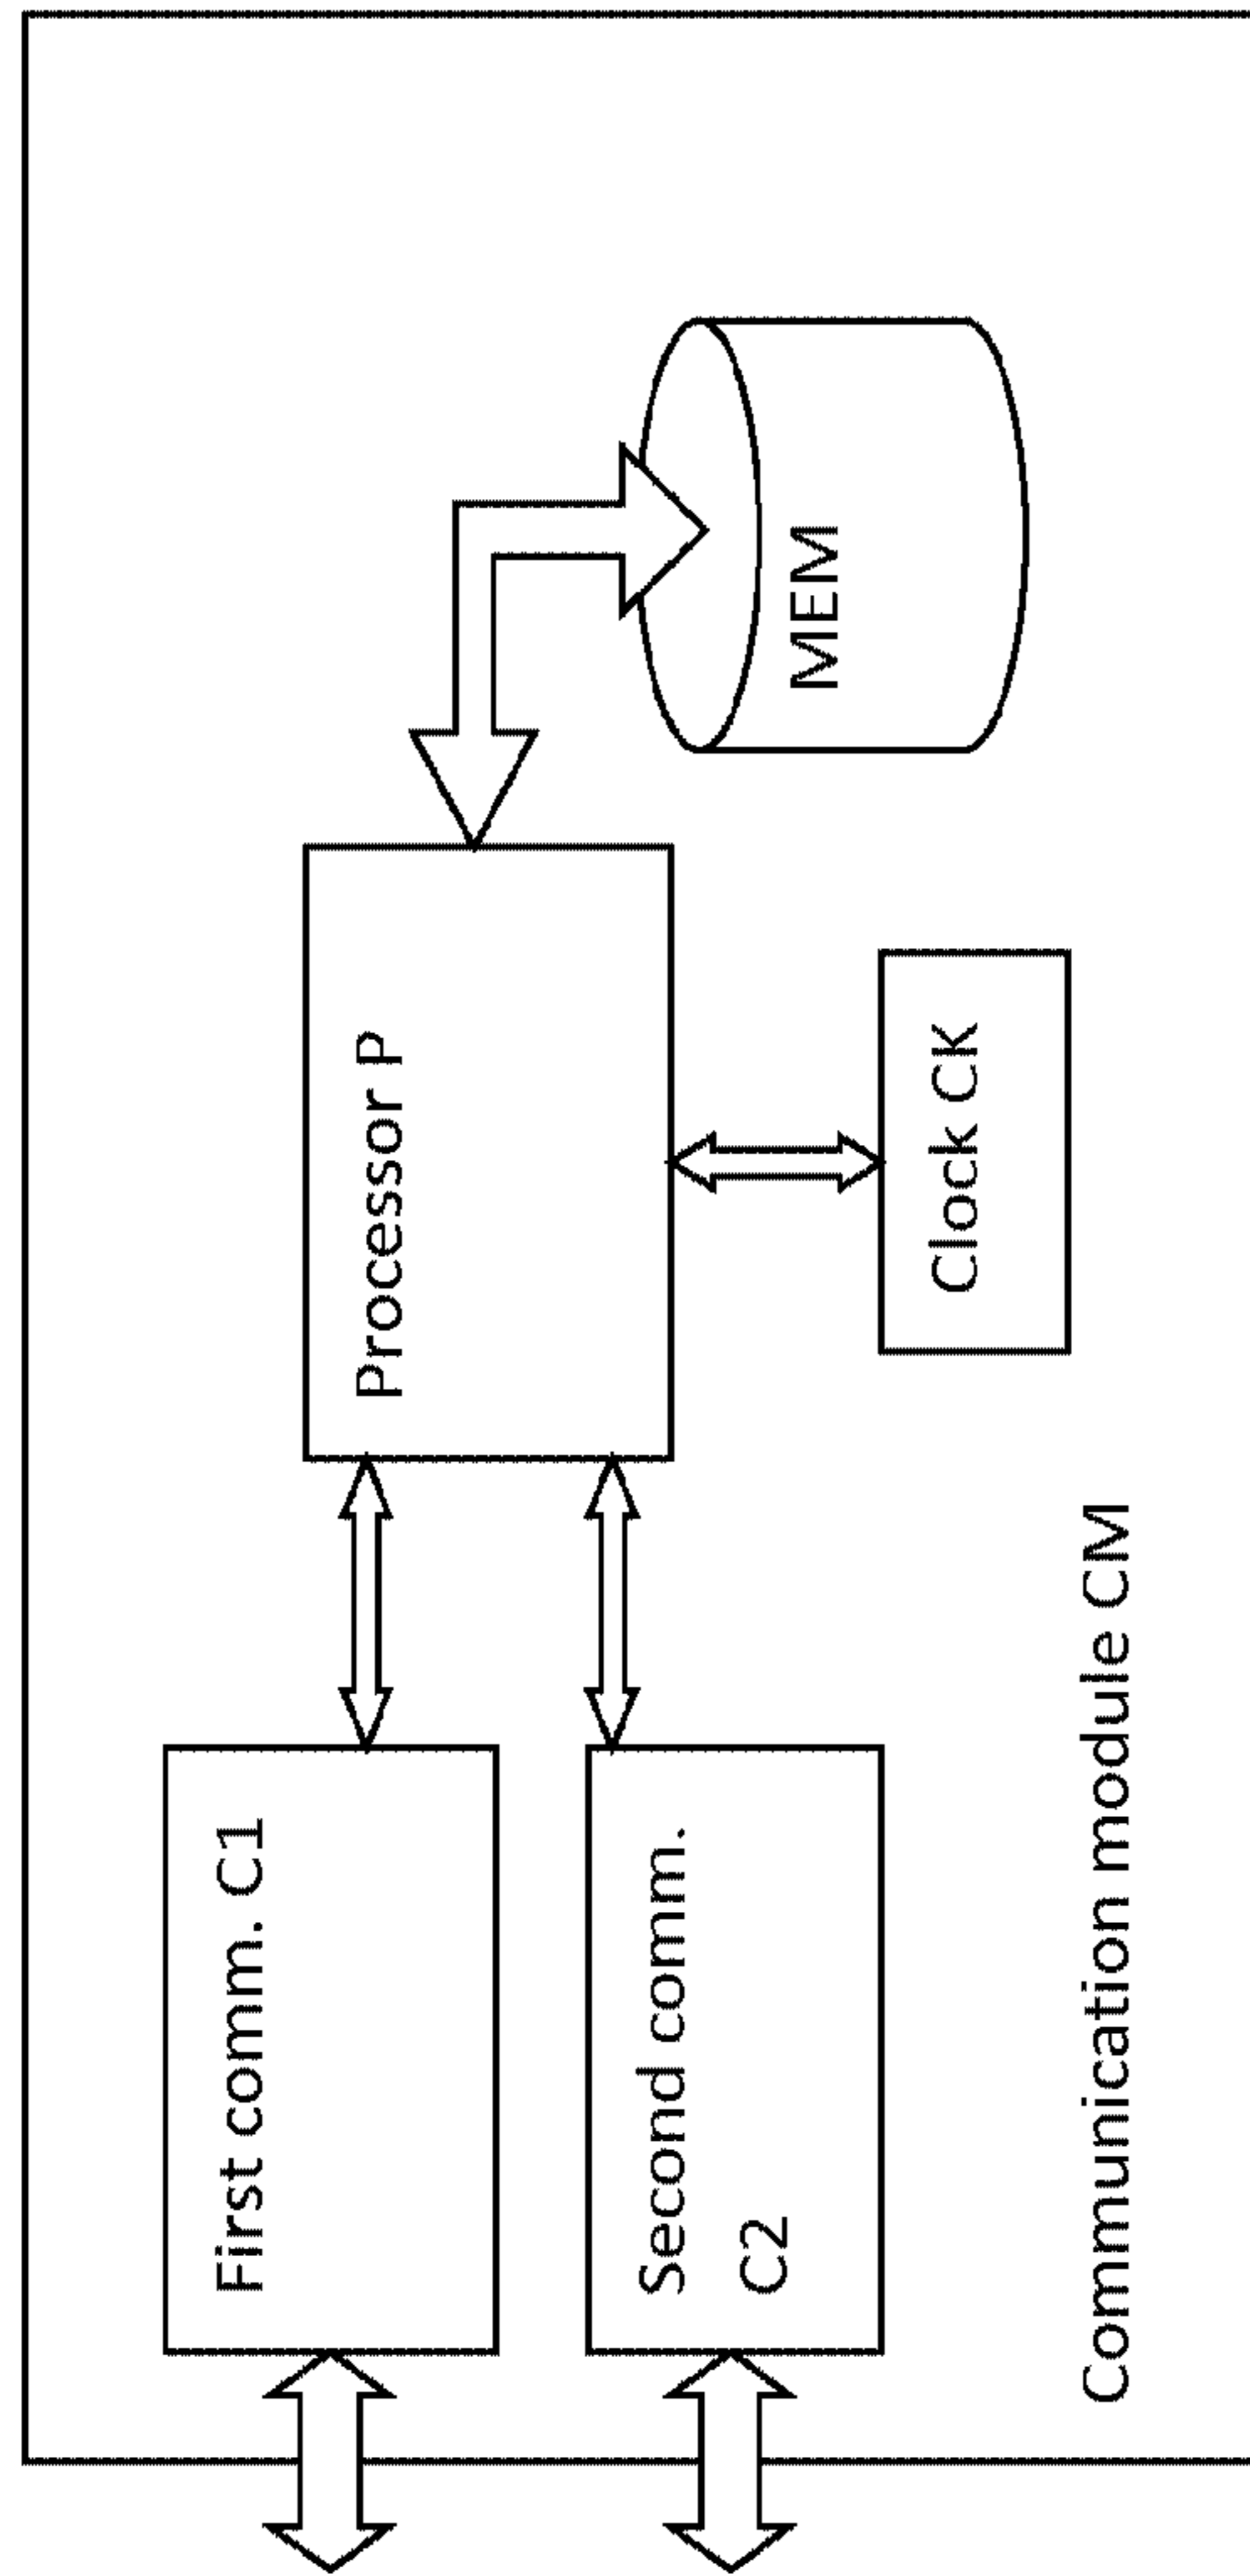 First comm. C1
Second comm.
C2
Processor P
Clock CK
MEM
Communication module CM